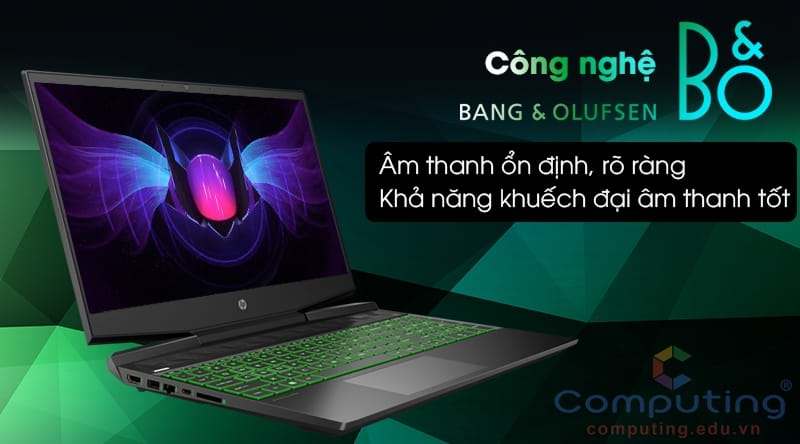 Công nghệ
BANG & OLUFSEN
B&O
Âm thanh ổn định, rõ ràng
Khả năng khuếch đại âm thanh tốt
hp
Computing®
computing.edu.vn